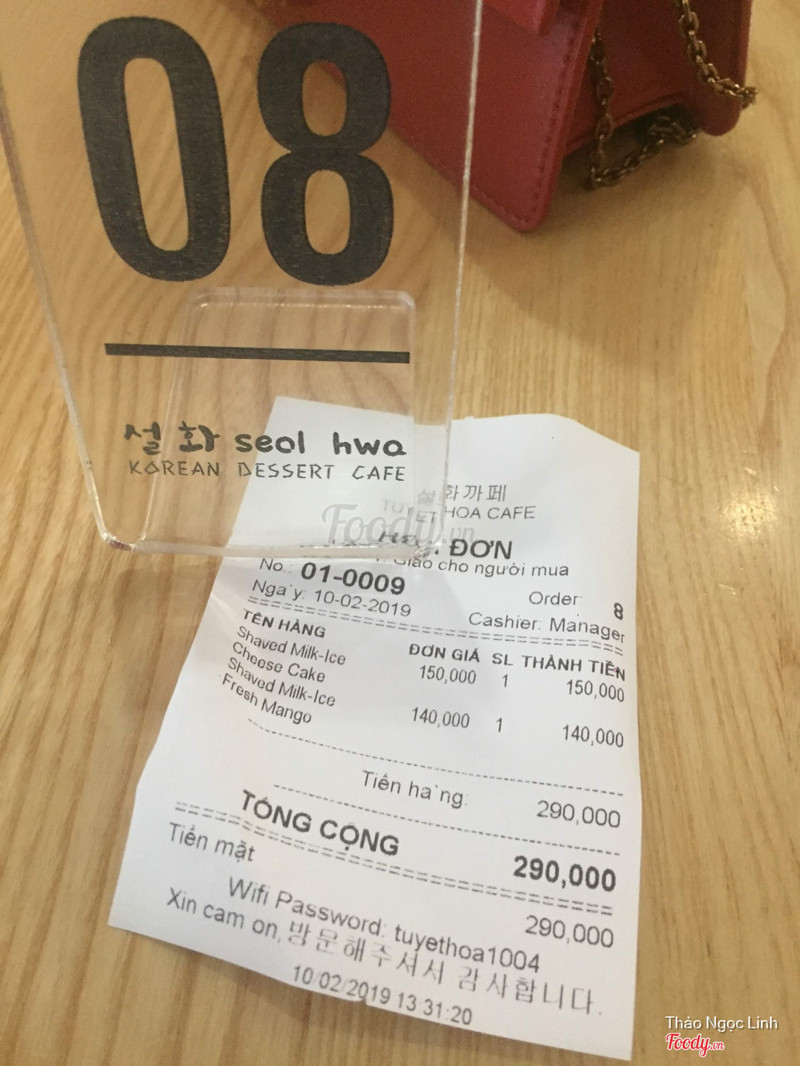 08
설화 seol hwa
KOREAN DESSERT CAFE
화까페
HOA CAFE
ĐƠN
Giao cho người mua
No.: 01-0009 Order: 8
Nga`y: 10-02-2019 Cashier: Manager
TÊN HÀNG ĐƠN GIÁ SL THÀNH TIỀN
Shaved Milk-Ice 150,000 1 150,000
Cheese Cake
Shaved Milk-Ice 140,000 1 140,000
Fresh Mango
Tiền ha`ng: 290,000
TỔNG CỘNG 290,000
Tiền mặt 290,000
Wifi Password: tuyethoa1004
Xin cam on, 방문해주셔서 감사합니다.
10/02/2019 13:31:20
Foody.vn
Thảo Ngọc Linh
Foody.vn